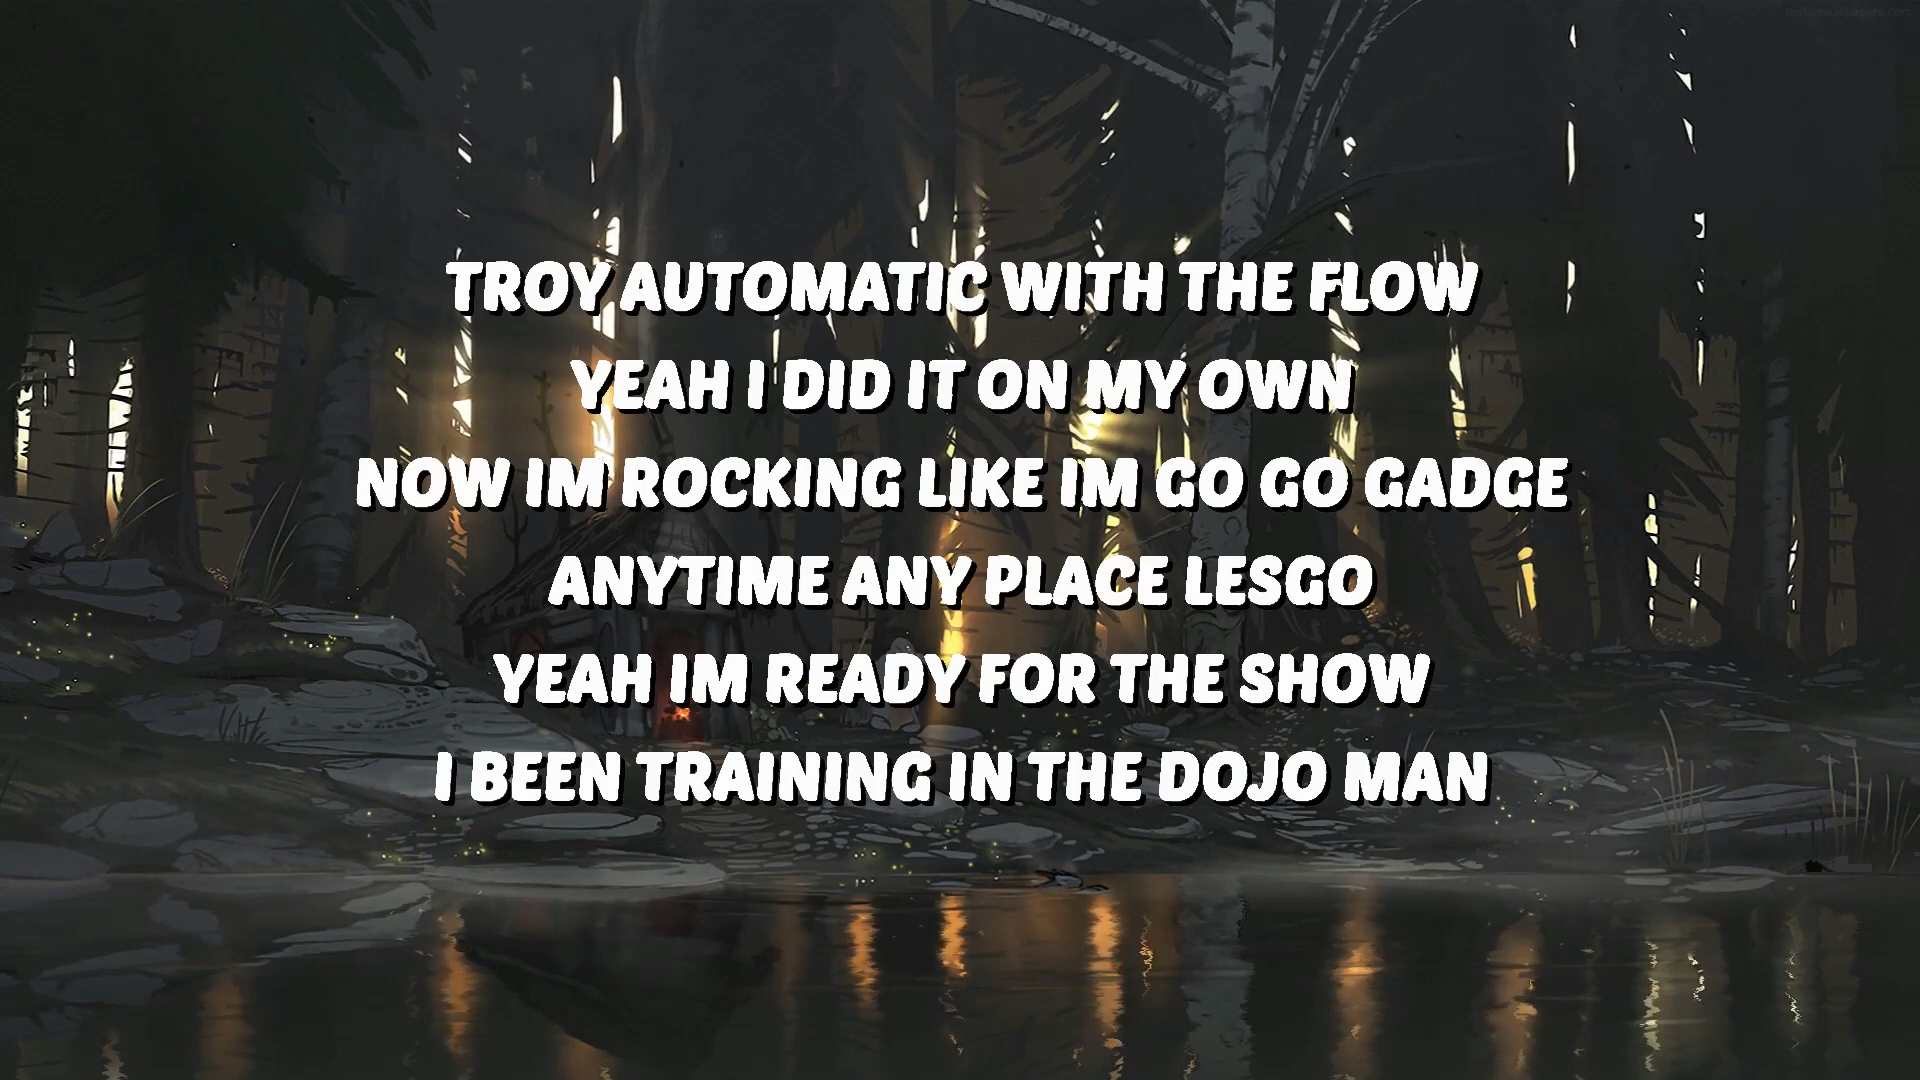 TROY AUTOMATIC WITH THE FLOW
YEAH I DID IT ON MY OWN
NOW IM ROCKING LIKE IM GO GO GADGE
ANYTIME ANY PLACE LESGO
YEAH IM READY FOR THE SHOW
I BEEN TRAINING IN THE DOJO MAN